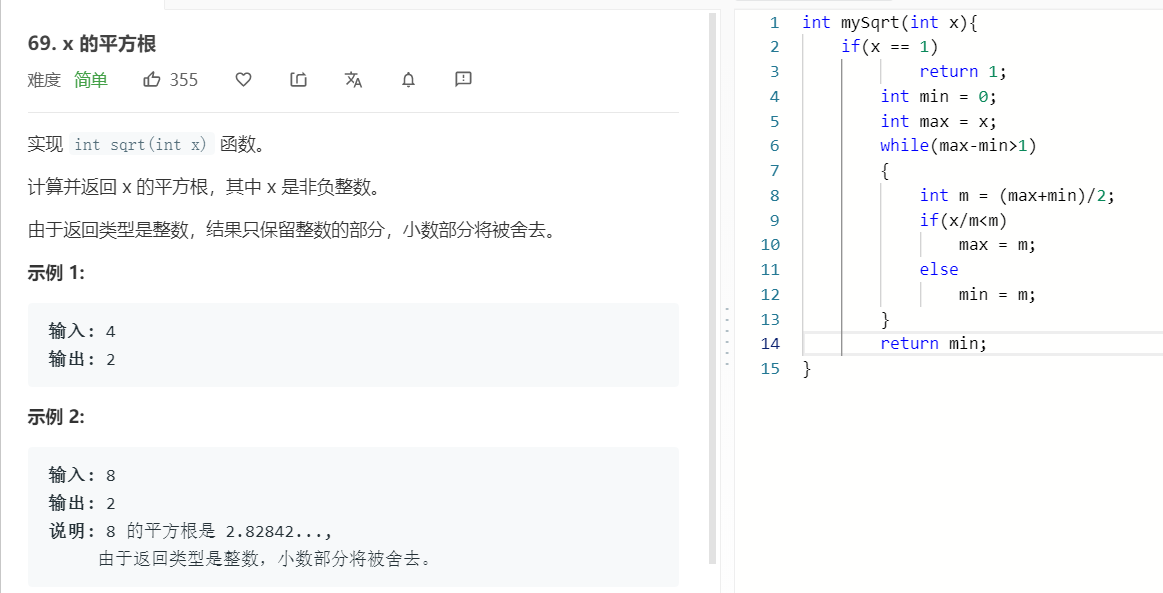 69. x 的平方根
难度 简单 355
实现 int sqrt(int x) 函数。
计算并返回 x 的平方根，其中 x 是非负整数。
由于返回类型是整数，结果只保留整数的部分，小数部分将被舍去。
示例 1:
输入: 4
输出: 2
示例 2:
输入: 8
输出: 2
说明: 8 的平方根是 2.82842...,
由于返回类型是整数，小数部分将被舍去。
1 int mySqrt(int x){
2 if(x == 1)
3 return 1;
4 int min = 0;
5 int max = x;
6 while(max-min>1)
7 {
8 int m = (max+min)/2;
9 if(x/m<m)
10 max = m;
11 else
12 min = m;
13 }
14 return min;
15 }